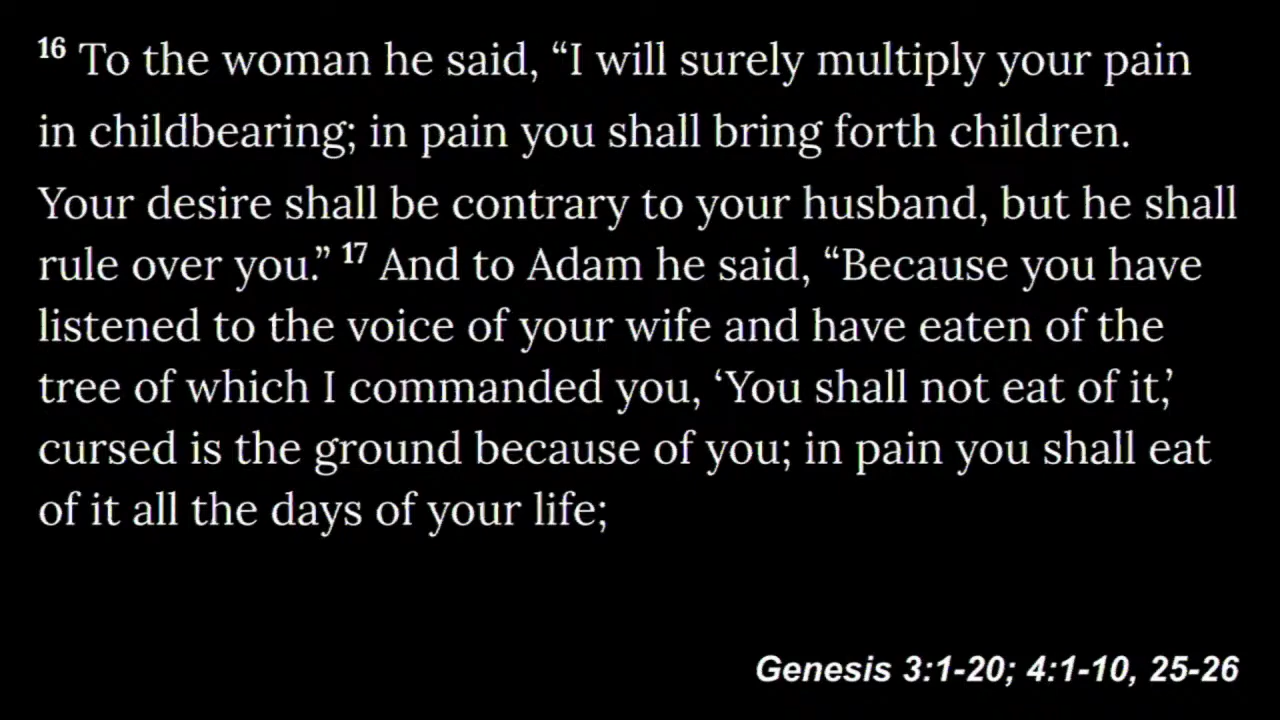 16 To the woman he said, “I will surely multiply your pain
in childbearing; in pain you shall bring forth children.
Your desire shall be contrary to your husband, but he shall
rule over you.” 17 And to Adam he said, “Because you have
listened to the voice of your wife and have eaten of the
tree of which I commanded you, ‘You shall not eat of it,’
cursed is the ground because of you; in pain you shall eat
of it all the days of your life;
Genesis 3:1-20; 4:1-10, 25-26